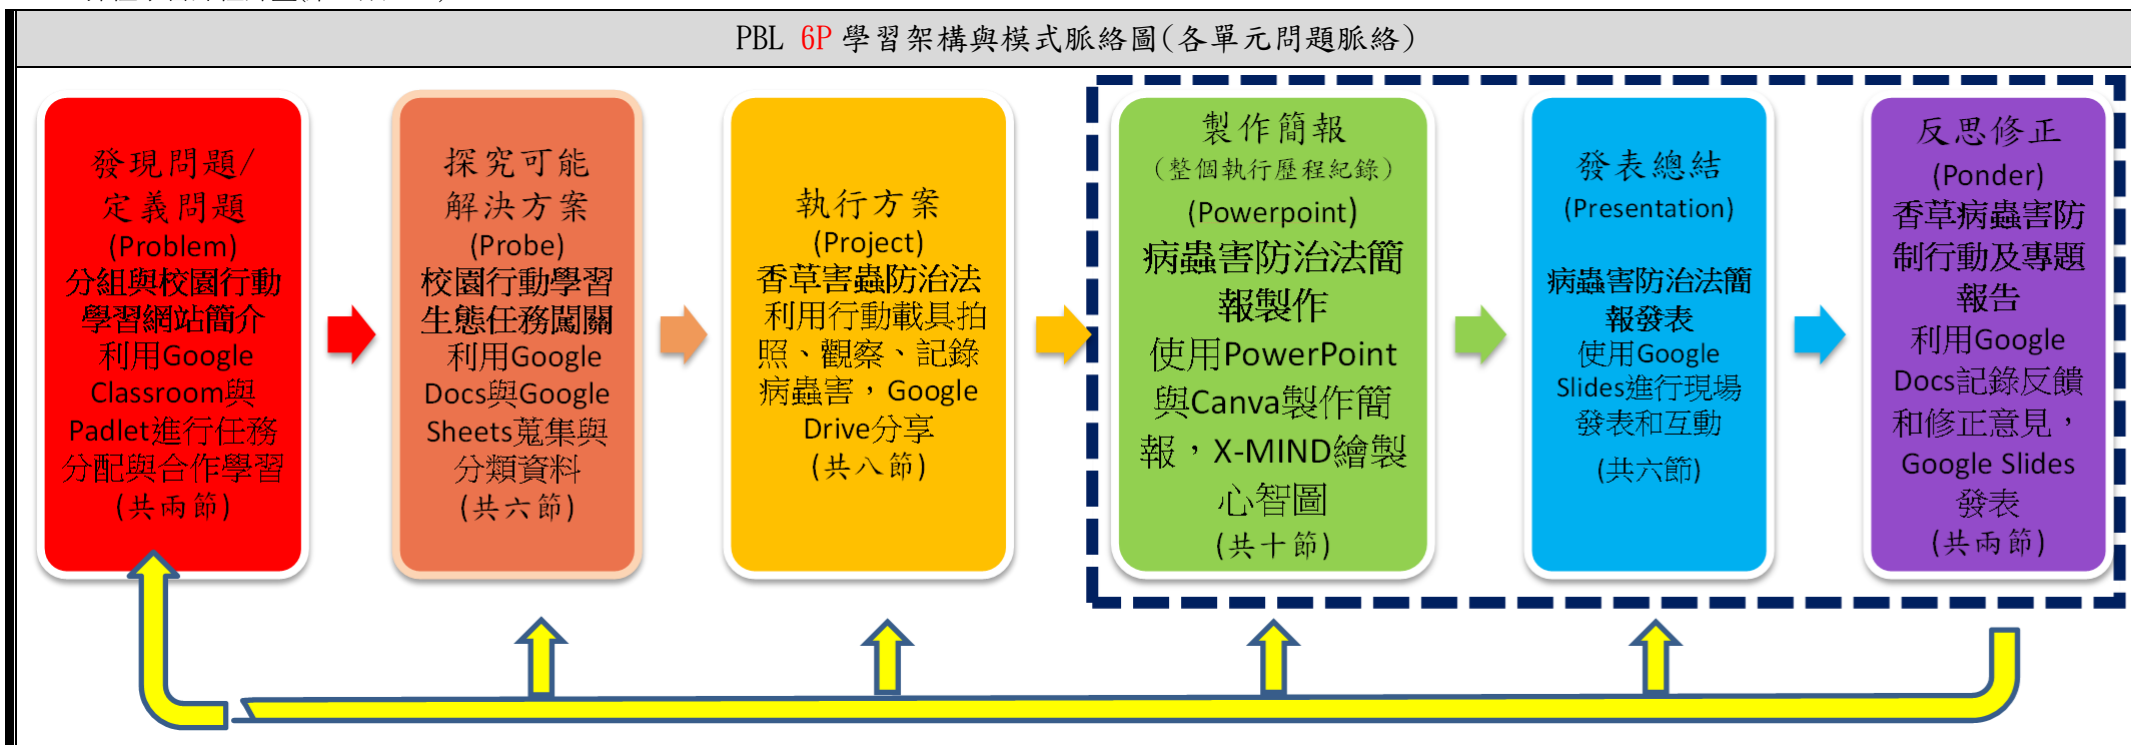 PBL 6P 學習架構與模式脈絡圖(各單元問題脈絡)
發現問題/
定義問題
(Problem)
分組與校園行動
學習網站簡介
利用Google
Classroom與
Padlet進行任務
分配與合作學習
(共兩節)
探究可能
解決方案
(Probe)
校園行動學習
生態任務闖關
利用Google
Docs與Google
Sheets蒐集與
分類資料
(共六節)
執行方案
(Project)
香草害蟲防治法
利用行動載具拍
照、觀察、記錄
病蟲害，Google
Drive分享
(共八節)
製作簡報
(整個執行歷程紀錄)
(Powerpoint)
病蟲害防治法簡
報製作
使用PowerPoint
與Canva製作簡
報，X-MIND繪製
心智圖
(共十節)
發表總結
(Presentation)
病蟲害防治法簡
報發表
使用Google
Slides進行現場
發表和互動
(共六節)
反思修正
(Ponder)
香草病蟲害防
制行動及專題
報告
利用Google
Docs記錄反饋
和修正意見，
Google Slides
發表
(共兩節)